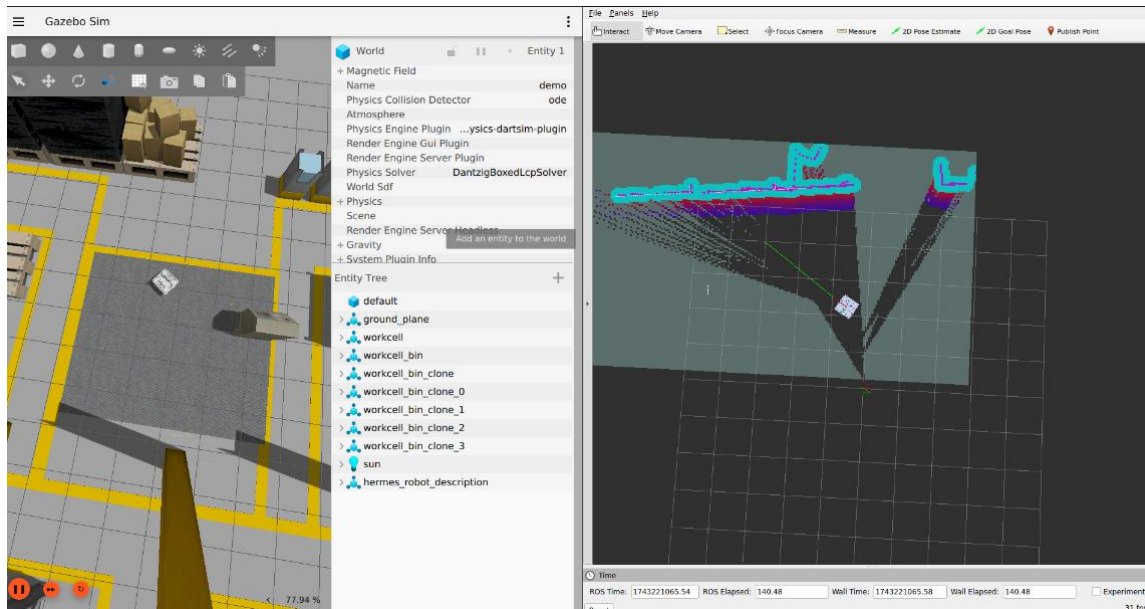 Gazebo Sim
World
Entity 1
+ Magnetic Field
Name demo
Physics Collision Detector ode
Atmosphere
Physics Engine Plugin ...ysics-dartsim-plugin
Render Engine Gui Plugin
Render Engine Server Plugin
Physics Solver DantzigBoxedLcpSolver
World Sdf
+ Physics
Scene
Render Engine Server Headless
Add an entity to the world
+ Gravity
+ System Plugin Info
Entity Tree
default
ground_plane
workcell
workcell_bin
workcell_bin_clone
workcell_bin_clone_0
workcell_bin_clone_1
workcell_bin_clone_2
workcell_bin_clone_3
sun
hermes_robot_description
77.94 %
File Panels Help
Interact Move Camera Select Focus Camera Measure 2D Pose Estimate 2D Goal Pose Publish Point
Time
ROS Time: 1743221065.54 ROS Elapsed: 140.48 Wall Time: 1743221065.58 Wall Elapsed: 140.48 Experiment